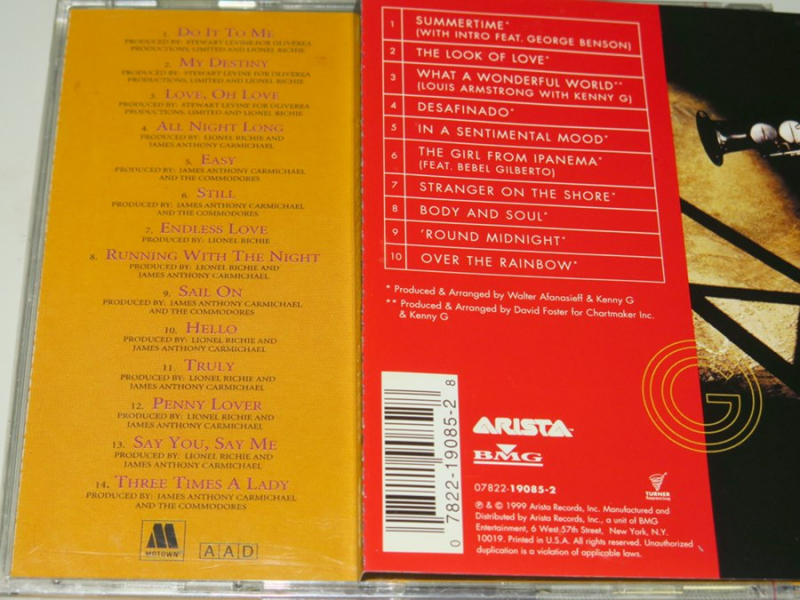 1. DO IT TO ME
PRODUCED BY: STEWART LEVINE FOR OLIVEREA
PRODUCTIONS, LIMITED AND LIONEL RICHIE
2. MY DESTINY
PRODUCED BY: STEWART LEVINE FOR OLIVEREA
PRODUCTIONS, LIMITED AND LIONEL RICHIE
3. LOVE, OH LOVE
PRODUCED BY: STEWART LEVINE FOR OLIVEREA
PRODUCTIONS, LIMITED AND LIONEL RICHIE
4. ALL NIGHT LONG
PRODUCED BY: LIONEL RICHIE AND
JAMES ANTHONY CARMICHAEL
5. EASY
PRODUCED BY: JAMES ANTHONY CARMICHAEL
AND THE COMMODORES
6. STILL
PRODUCED BY: JAMES ANTHONY CARMICHAEL
AND THE COMMODORES
7. ENDLESS LOVE
PRODUCED BY: LIONEL RICHIE
8. RUNNING WITH THE NIGHT
PRODUCED BY: LIONEL RICHIE AND
JAMES ANTHONY CARMICHAEL
9. SAIL ON
PRODUCED BY: JAMES ANTHONY CARMICHAEL
AND THE COMMODORES
10. HELLO
PRODUCED BY: LIONEL RICHIE AND
JAMES ANTHONY CARMICHAEL
11. TRULY
PRODUCED BY: LIONEL RICHIE AND
JAMES ANTHONY CARMICHAEL
12. PENNY LOVER
PRODUCED BY: LIONEL RICHIE AND
JAMES ANTHONY CARMICHAEL
13. SAY YOU, SAY ME
PRODUCED BY: LIONEL RICHIE AND
JAMES ANTHONY CARMICHAEL
14. THREE TIMES A LADY
PRODUCED BY: JAMES ANTHONY CARMICHAEL
AND THE COMMODORES
M
MOTOWN
AAD
1 SUMMERTIME*
(WITH INTRO FEAT. GEORGE BENSON)
2 THE LOOK OF LOVE*
3 WHAT A WONDERFUL WORLD**
(LOUIS ARMSTRONG WITH KENNY G)
4 DESAFINADO*
5 IN A SENTIMENTAL MOOD*
6 THE GIRL FROM IPANEMA*
(FEAT. BEBEL GILBERTO)
7 STRANGER ON THE SHORE*
8 BODY AND SOUL*
9 'ROUND MIDNIGHT*
10 OVER THE RAINBOW*
* Produced & Arranged by Walter Afanasieff & Kenny G
** Produced & Arranged by David Foster for Chartmaker Inc.
& Kenny G
G
0 7822-19085-2 8
ARISTA
BMG
07822-19085-2
TURNER
℗ & © 1999 Arista Records, Inc. Manufactured and
Distributed by Arista Records, Inc., a unit of BMG
Entertainment, 6 West 57th Street, New York, N.Y.
10019. Printed in U.S.A. All Rights Reserved. Unauthorized
duplication is a violation of applicable laws.